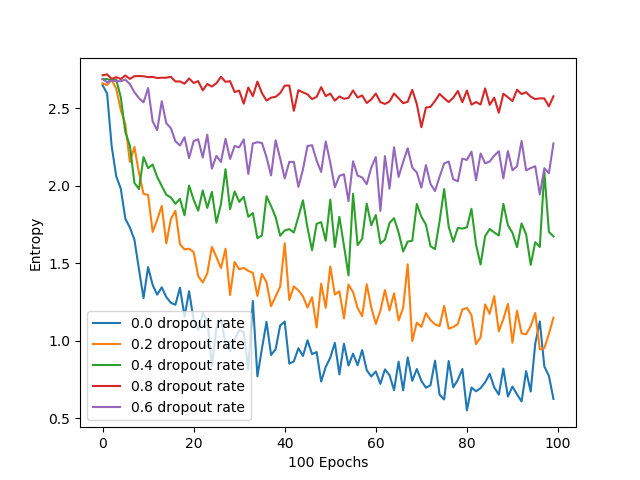 Entropy
2.5
2.0
1.5
1.0
0.5
0.0 dropout rate
0.2 dropout rate
0.4 dropout rate
0.8 dropout rate
0.6 dropout rate
0 20 40 60 80 100
100 Epochs